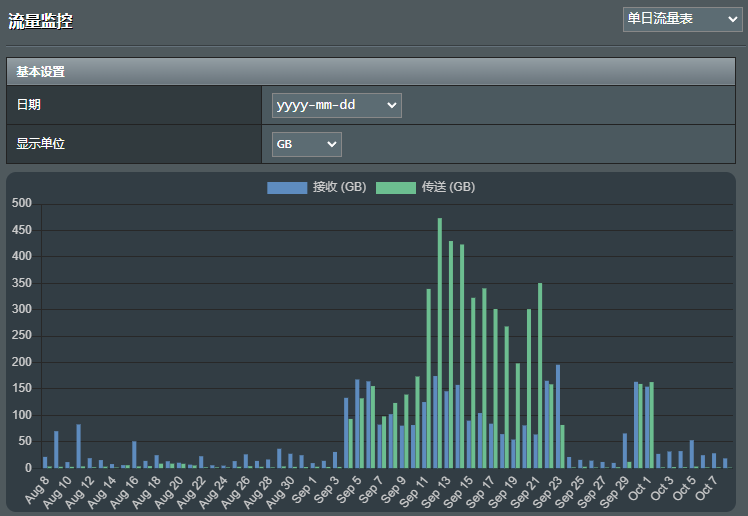 流量监控
单日流量表
基本设置
日期
yyyy-mm-dd
显示单位
GB
接收 (GB) 传送 (GB)
500
450
400
350
300
250
200
150
100
50
0
Aug 8 Aug 10 Aug 12 Aug 14 Aug 16 Aug 18 Aug 20 Aug 22 Aug 24 Aug 26 Aug 28 Aug 30 Sep 1 Sep 3 Sep 5 Sep 7 Sep 9 Sep 11 Sep 13 Sep 15 Sep 17 Sep 19 Sep 21 Sep 23 Sep 25 Sep 27 Sep 29 Oct 1 Oct 3 Oct 5 Oct 7